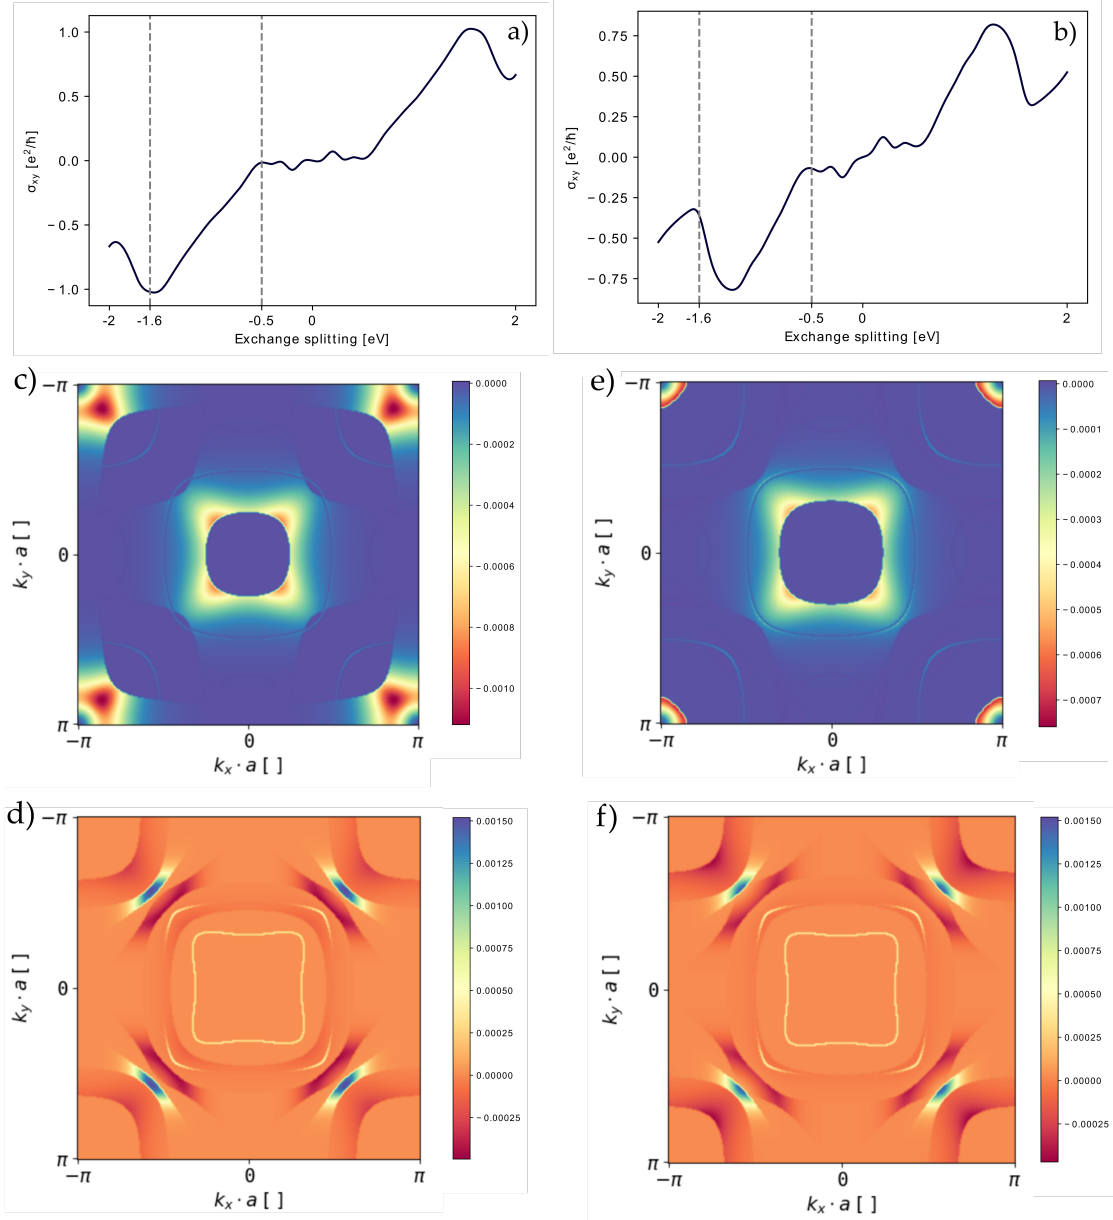 a)
1.0
0.5
0.0
−0.5
−1.0
σxy [e²/ħ]
-2
-1.6
-0.5
0
2
Exchange splitting [eV]
b)
0.75
0.50
0.25
0.00
−0.25
−0.50
−0.75
σxy [e²/ħ]
-2
-1.6
-0.5
0
2
Exchange splitting [eV]
c)
−π
0
π
ky · a [ ]
−π
0
π
kx · a [ ]
0.0000
−0.0002
−0.0004
−0.0006
−0.0008
−0.0010
e)
−π
0
π
ky · a [ ]
−π
0
π
kx · a [ ]
0.0000
−0.0001
−0.0002
−0.0003
−0.0004
−0.0005
−0.0006
−0.0007
d)
−π
0
π
ky · a [ ]
−π
0
π
kx · a [ ]
0.00150
0.00125
0.00100
0.00075
0.00050
0.00025
0.00000
−0.00025
f)
−π
0
π
ky · a [ ]
−π
0
π
kx · a [ ]
0.00150
0.00125
0.00100
0.00075
0.00050
0.00025
0.00000
−0.00025